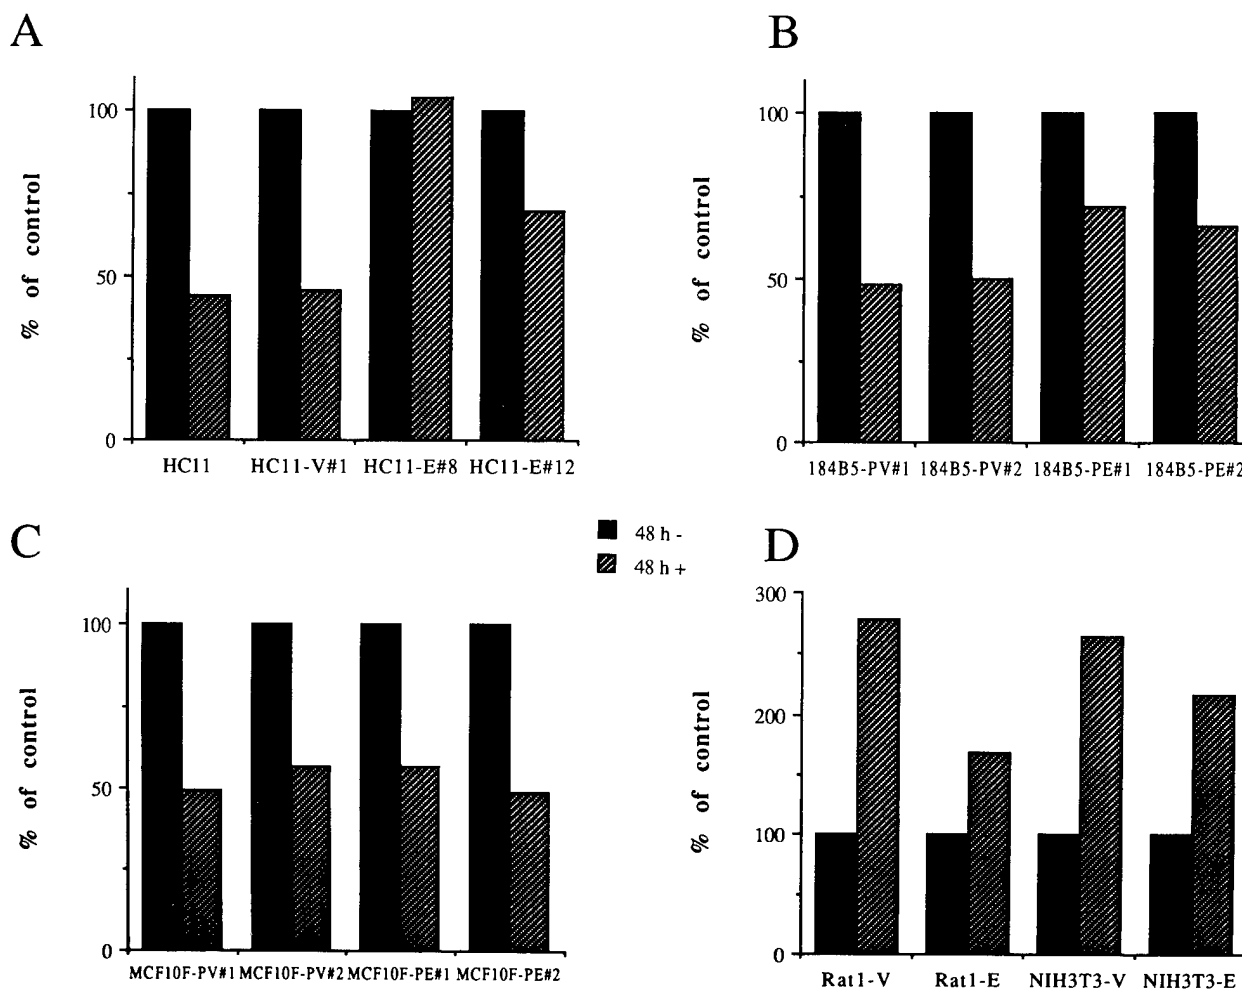 A
% of control
100
50
0
HC11 HC11-V#1 HC11-E#8 HC11-E#12
B
% of control
100
50
0
184B5-PV#1 184B5-PV#2 184B5-PE#1 184B5-PE#2
C
% of control
100
50
0
MCF10F-PV#1 MCF10F-PV#2 MCF10F-PE#1 MCF10F-PE#2
48 h -
48 h +
D
% of control
300
200
100
0
Rat1-V Rat1-E NIH3T3-V NIH3T3-E